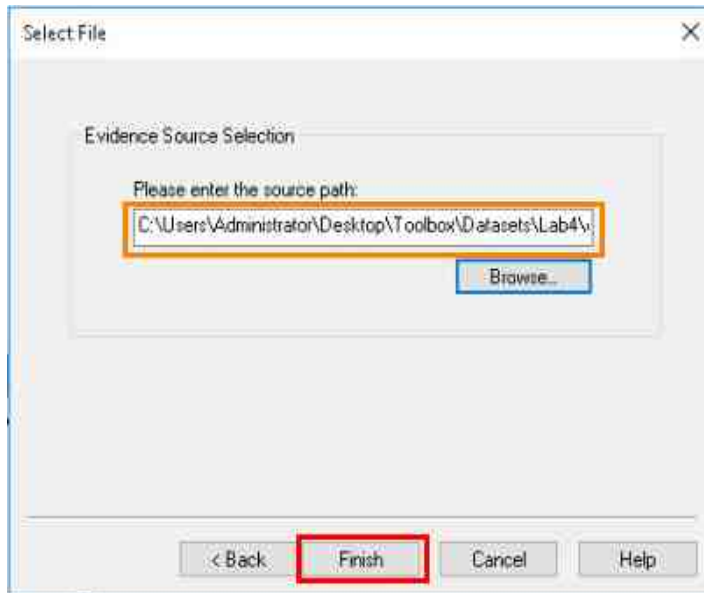 Select File
Evidence Source Selection
Please enter the source path:
C:\Users\Administrator\Desktop\Toolbox\Datasets\Lab4\
Browse...
< Back Finish Cancel Help